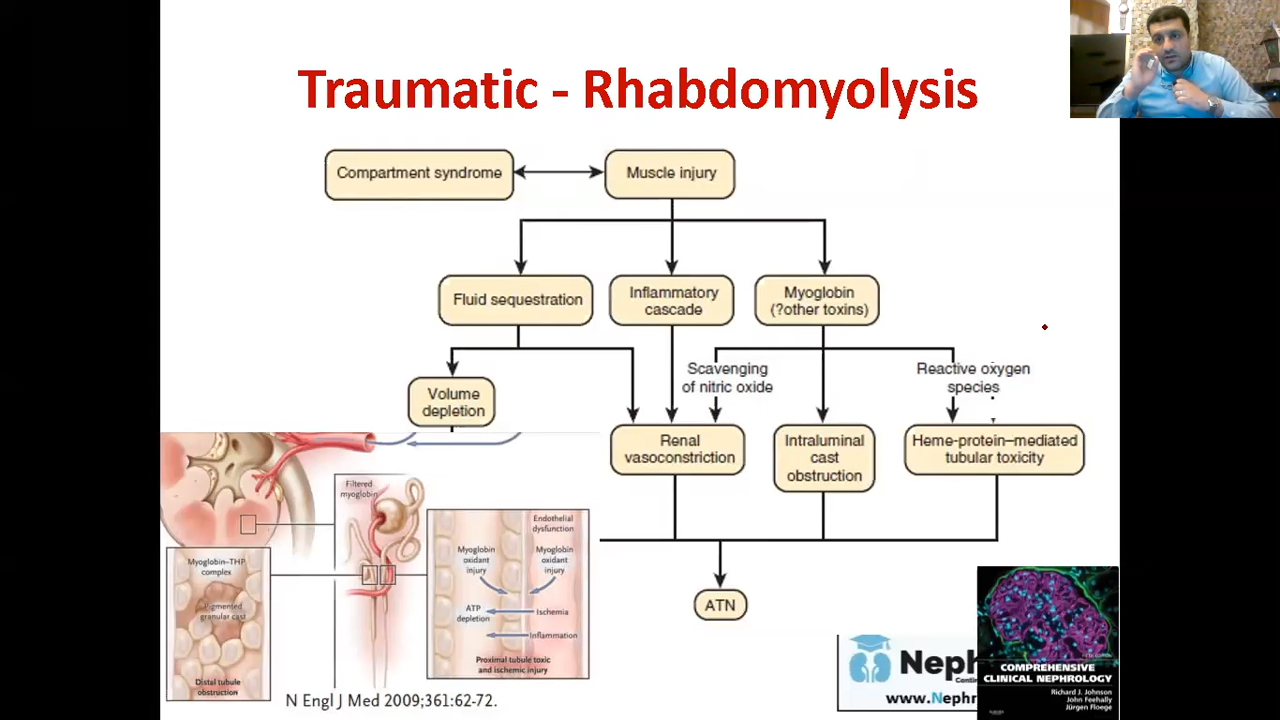 Traumatic - Rhabdomyolysis
Compartment syndrome
Muscle injury
Fluid sequestration
Inflammatory
cascade
Myoglobin
(?other toxins)
Scavenging
of nitric oxide
Reactive oxygen
species
Volume
depletion
Renal
vasoconstriction
Intraluminal
cast
obstruction
Heme-protein–mediated
tubular toxicity
ATN
Filtered
myoglobin
Myoglobin–THP
complex
Pigmented
granular cast
Distal tubule
obstruction
Endothelial
dysfunction
Myoglobin
oxidant
injury
Myoglobin
oxidant
injury
ATP
depletion
Ischemia
Inflammation
Proximal tubule toxic
and ischemic injury
N Engl J Med 2009;361:62-72.
Neph
Conti
www.Nephr
COMPREHENSIVE
CLINICAL NEPHROLOGY
Richard J. Johnson
John Feehally
Jürgen Floege